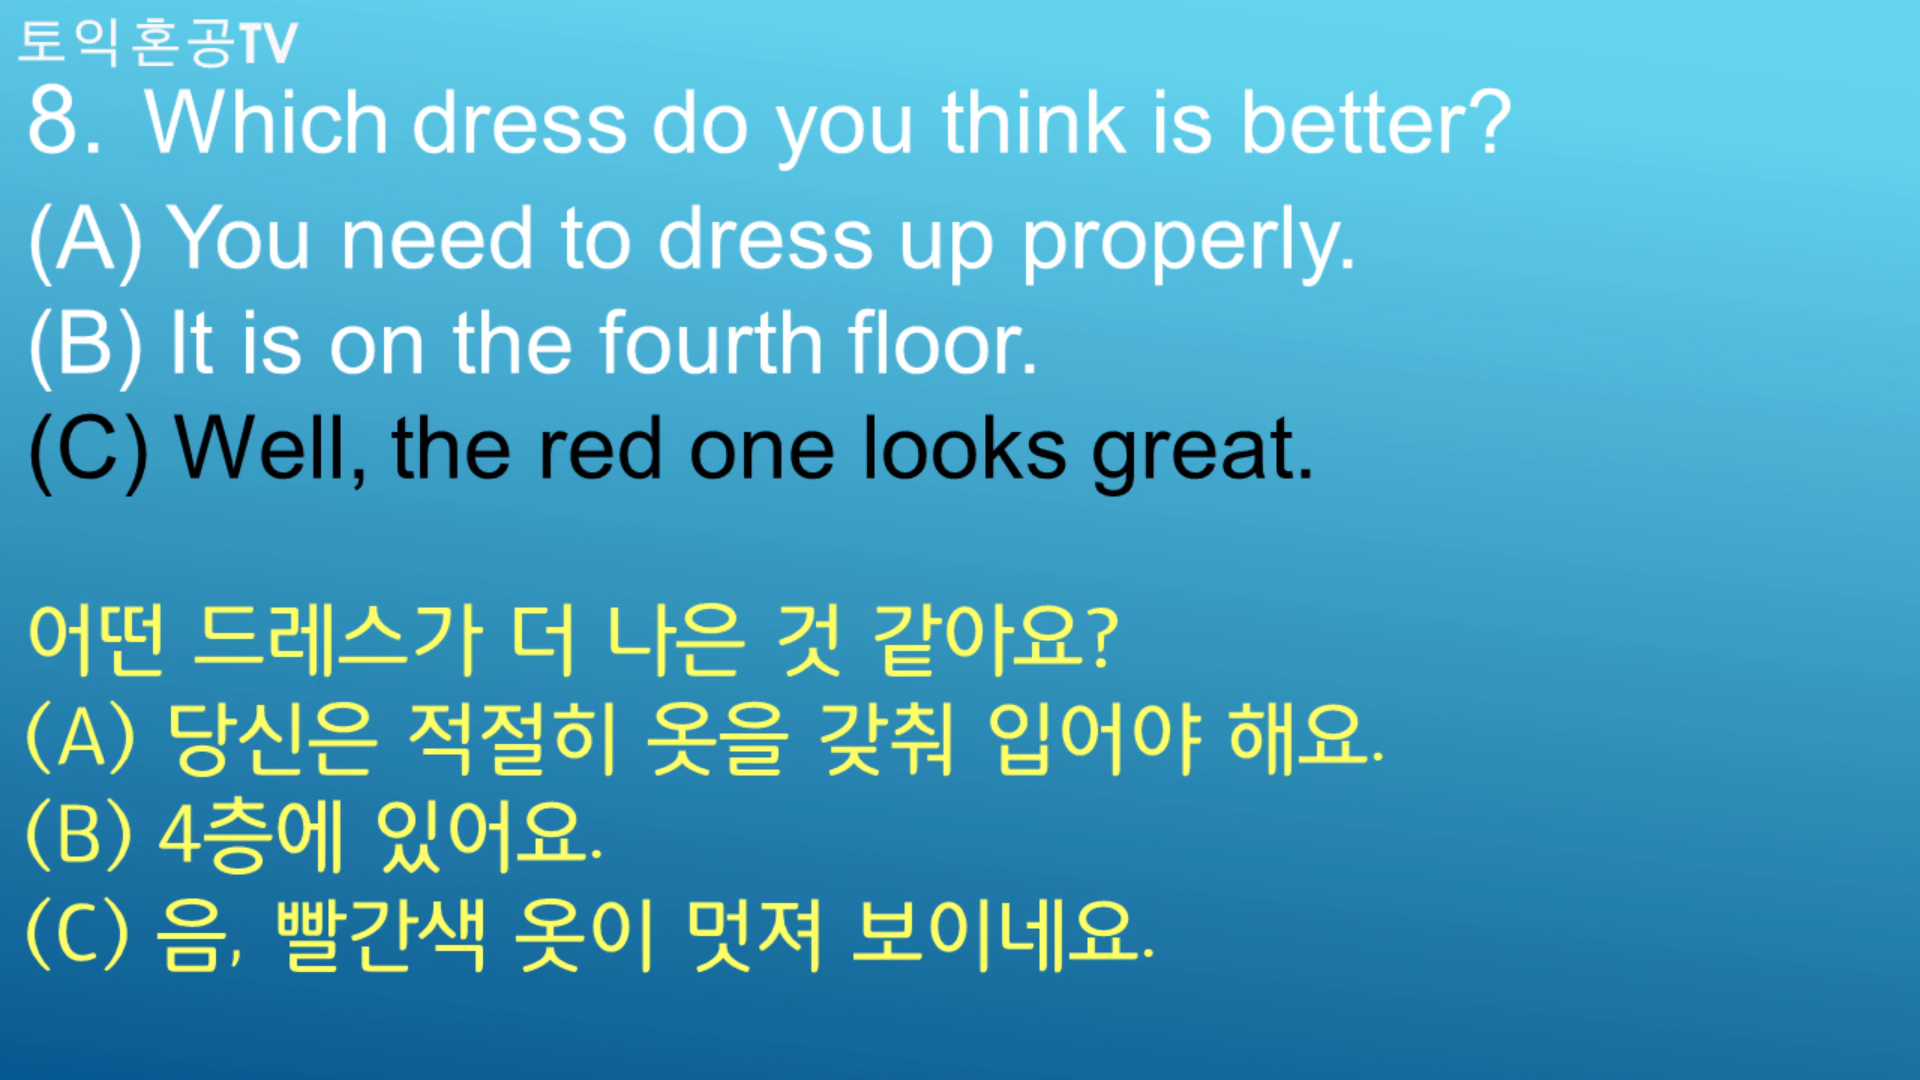 토익혼공TV
8. Which dress do you think is better?
(A) You need to dress up properly.
(B) It is on the fourth floor.
(C) Well, the red one looks great.
어떤 드레스가 더 나은 것 같아요?
(A) 당신은 적절히 옷을 갖춰 입어야 해요.
(B) 4층에 있어요.
(C) 음, 빨간색 옷이 멋져 보이네요.